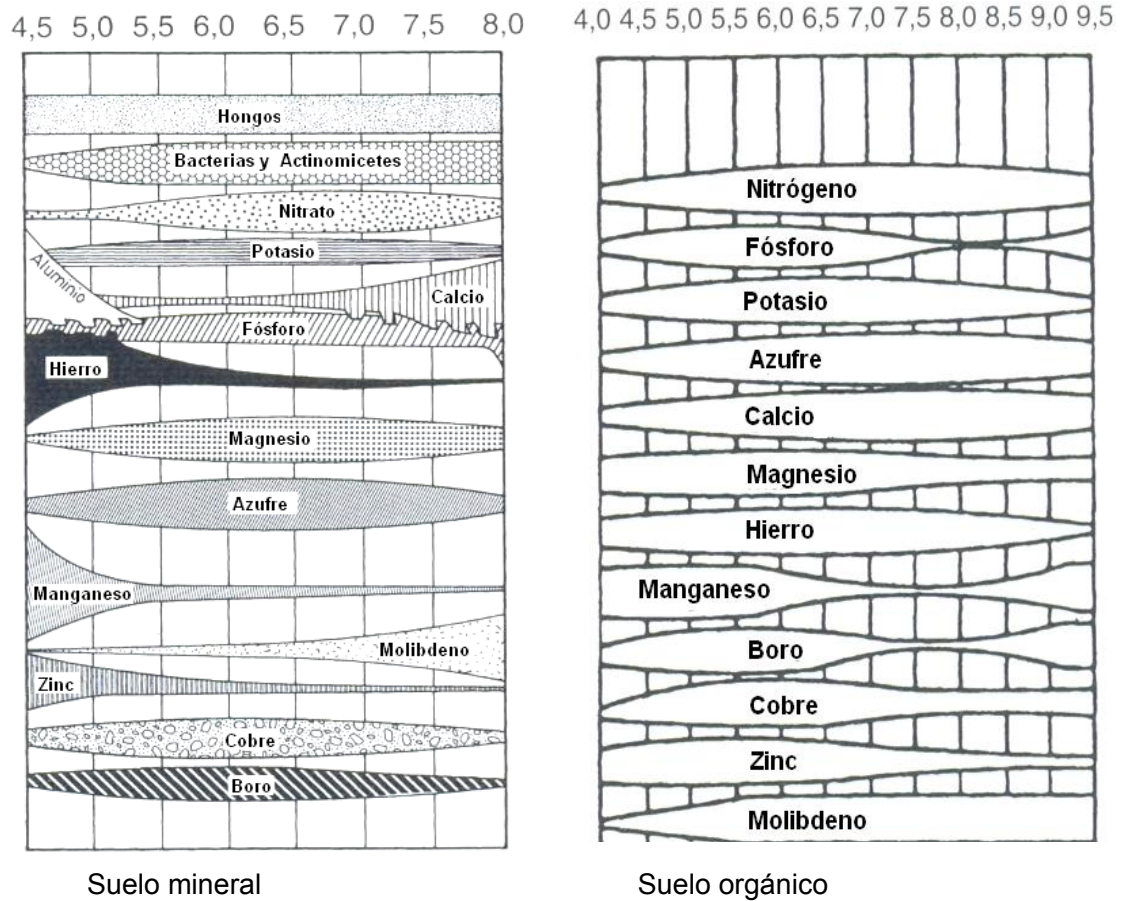 4,5 5,0 5,5 6,0 6,5 7,0 7,5 8,0
Hongos
Bacterias y Actinomicetes
Nitrato
Potasio
Aluminio
Calcio
Fósforo
Hierro
Magnesio
Azufre
Manganeso
Molibdeno
Zinc
Cobre
Boro
Suelo mineral
4,0 4,5 5,0 5,5 6,0 6,5 7,0 7,5 8,0 8,5 9,0 9,5
Nitrógeno
Fósforo
Potasio
Azufre
Calcio
Magnesio
Hierro
Manganeso
Boro
Cobre
Zinc
Molibdeno
Suelo orgánico